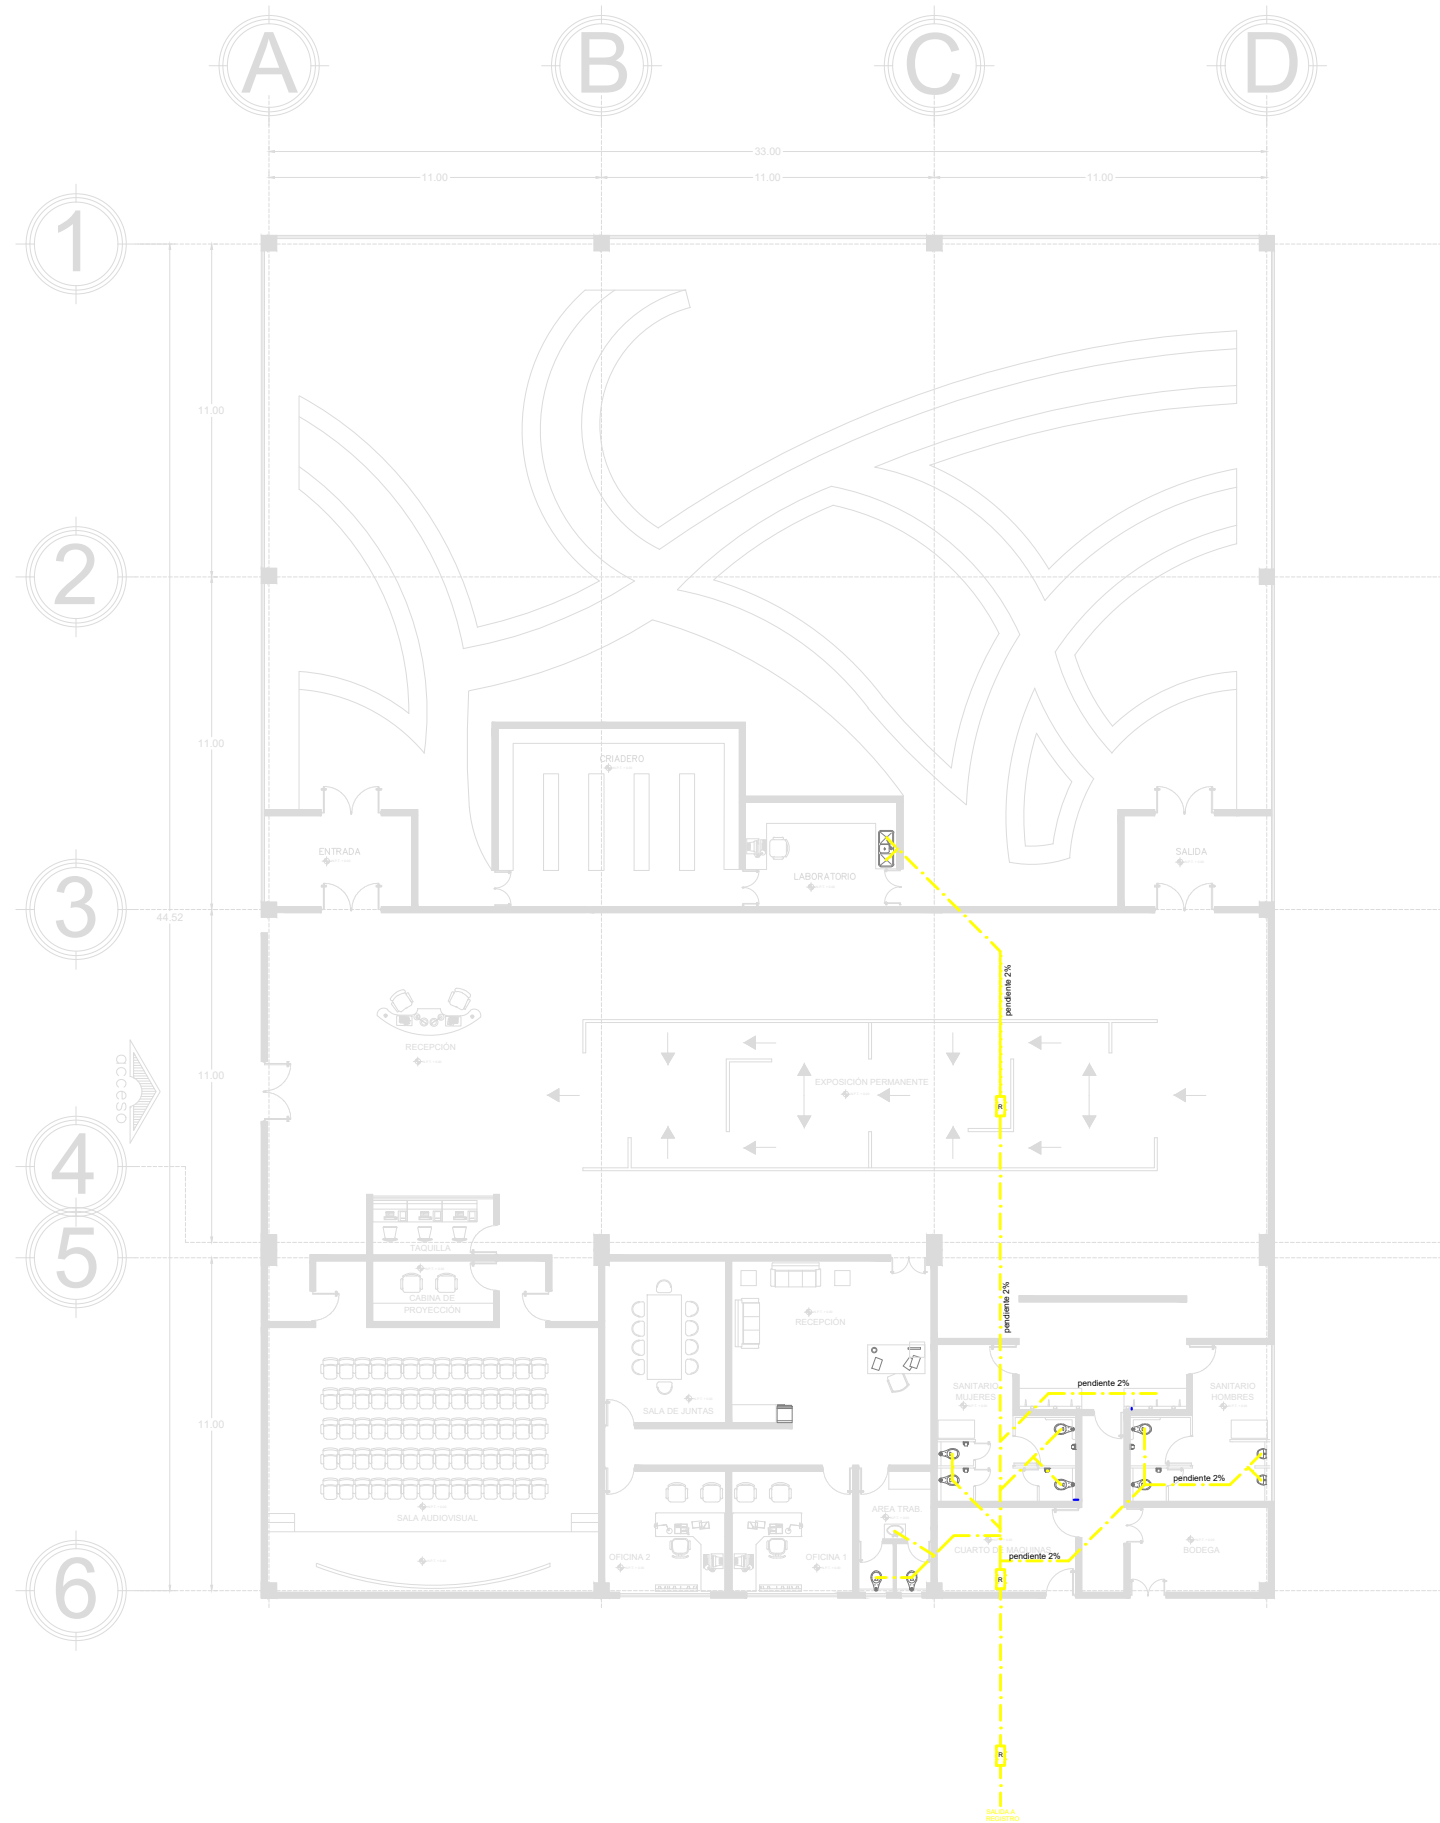 A
B
C
D
33.00
11.00
11.00
11.00
1
11.00
2
11.00
CRIADERO
ENTRADA
SALIDA
LABORATORIO
3
44.52
pendiente 2%
RECEPCIÓN
acceso
11.00
EXPOSICIÓN PERMANENTE
R
4
TAQUILLA
5
CABINA DE
PROYECCIÓN
pendiente 2%
RECEPCIÓN
pendiente 2%
SANITARIO
MUJERES
SANITARIO
HOMBRES
SALA DE JUNTAS
11.00
pendiente 2%
SALA AUDIOVISUAL
AREA TRAB.
OFICINA 2
OFICINA 1
CUARTO DE MAQUINAS
pendiente 2%
BODEGA
6
R
R
SALIDA A
REGISTRO